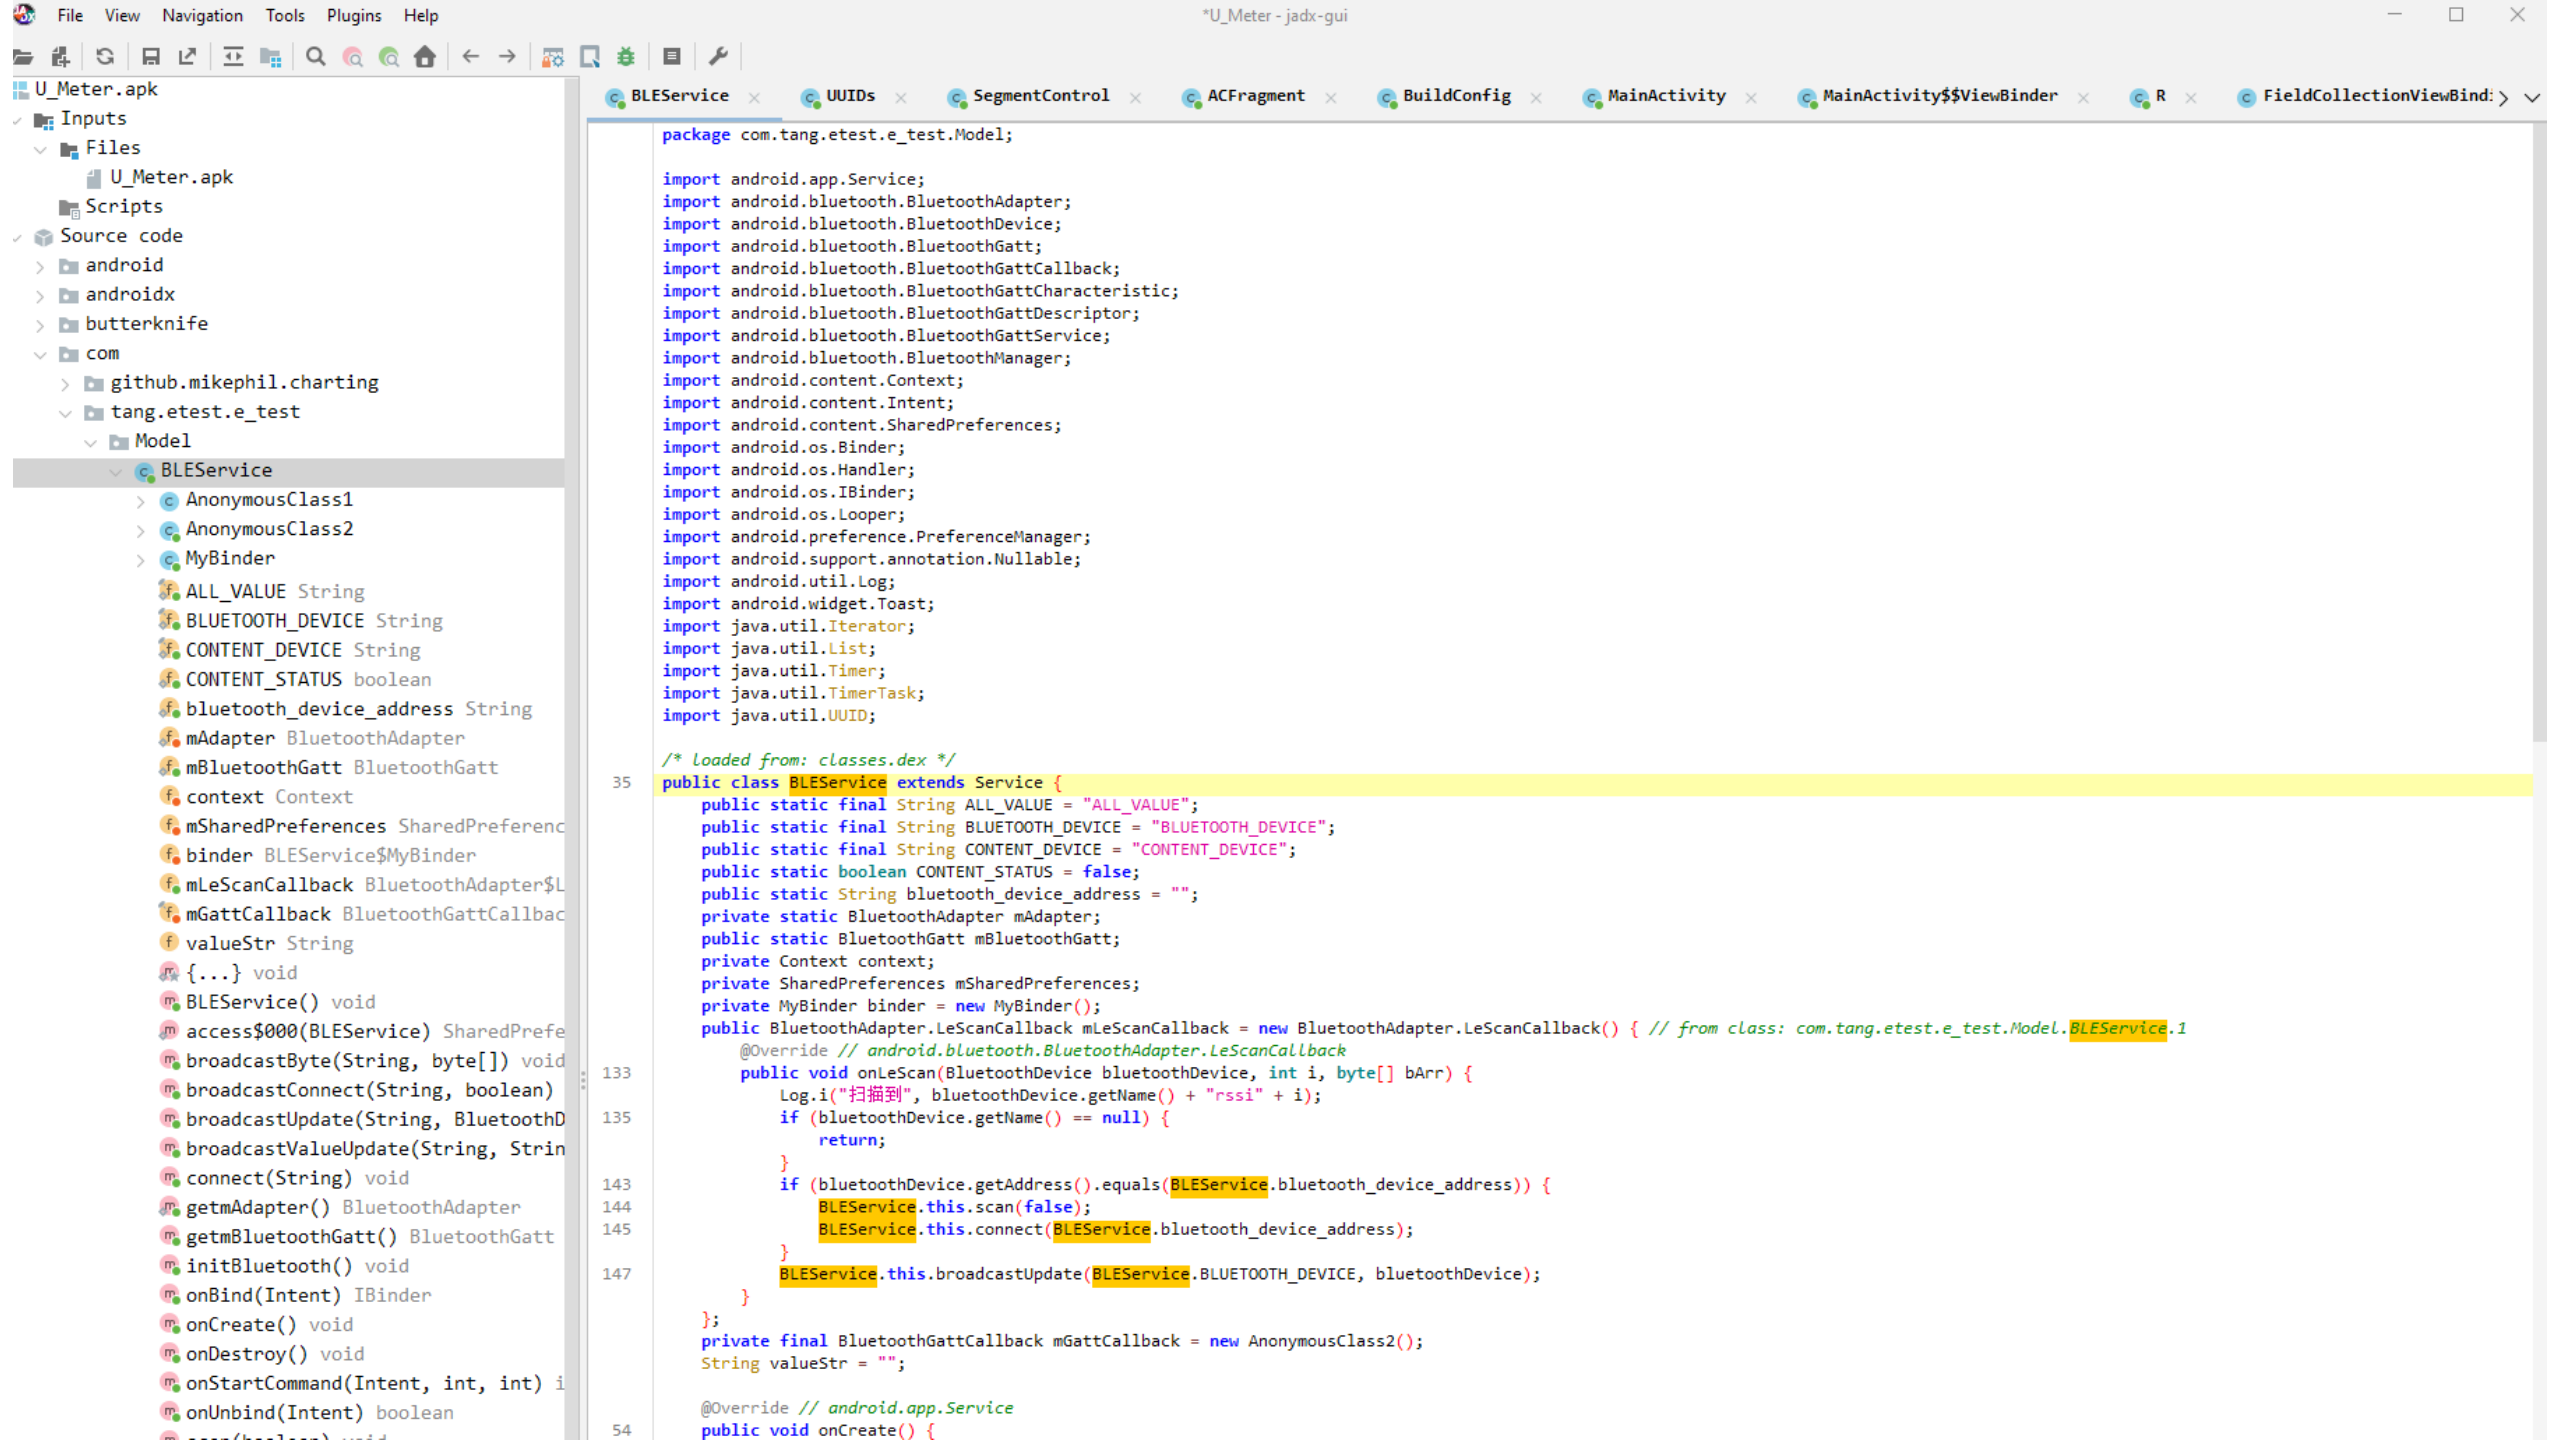 File View Navigation Tools Plugins Help
*U_Meter - jadx-gui
U_Meter.apk
Inputs
Files
U_Meter.apk
Scripts
Source code
android
androidx
butterknife
com
github.mikephil.charting
tang.etest.e_test
Model
BLEService
AnonymousClass1
AnonymousClass2
MyBinder
ALL_VALUE String
BLUETOOTH_DEVICE String
CONTENT_DEVICE String
CONTENT_STATUS boolean
bluetooth_device_address String
mAdapter BluetoothAdapter
mBluetoothGatt BluetoothGatt
context Context
mSharedPreferences SharedPreferenc
binder BLEService$MyBinder
mLeScanCallback BluetoothAdapter$L
mGattCallback BluetoothGattCallbac
valueStr String
{...} void
BLEService() void
access$000(BLEService) SharedPrefe
broadcastByte(String, byte[]) void
broadcastConnect(String, boolean)
broadcastUpdate(String, BluetoothD
broadcastValueUpdate(String, Strin
connect(String) void
getmAdapter() BluetoothAdapter
getmBluetoothGatt() BluetoothGatt
initBluetooth() void
onBind(Intent) IBinder
onCreate() void
onDestroy() void
onStartCommand(Intent, int, int) i
onUnbind(Intent) boolean
BLEService UUIDs SegmentControl ACFragment BuildConfig MainActivity MainActivity$$ViewBinder R FieldCollectionViewBind
package com.tang.etest.e_test.Model;
import android.app.Service;
import android.bluetooth.BluetoothAdapter;
import android.bluetooth.BluetoothDevice;
import android.bluetooth.BluetoothGatt;
import android.bluetooth.BluetoothGattCallback;
import android.bluetooth.BluetoothGattCharacteristic;
import android.bluetooth.BluetoothGattDescriptor;
import android.bluetooth.BluetoothGattService;
import android.bluetooth.BluetoothManager;
import android.content.Context;
import android.content.Intent;
import android.content.SharedPreferences;
import android.os.Binder;
import android.os.Handler;
import android.os.IBinder;
import android.os.Looper;
import android.preference.PreferenceManager;
import android.support.annotation.Nullable;
import android.util.Log;
import android.widget.Toast;
import java.util.Iterator;
import java.util.List;
import java.util.Timer;
import java.util.TimerTask;
import java.util.UUID;
/* loaded from: classes.dex */
35 public class BLEService extends Service {
public static final String ALL_VALUE = "ALL_VALUE";
public static final String BLUETOOTH_DEVICE = "BLUETOOTH_DEVICE";
public static final String CONTENT_DEVICE = "CONTENT_DEVICE";
public static boolean CONTENT_STATUS = false;
public static String bluetooth_device_address = "";
private static BluetoothAdapter mAdapter;
public static BluetoothGatt mBluetoothGatt;
private Context context;
private SharedPreferences mSharedPreferences;
private MyBinder binder = new MyBinder();
public BluetoothAdapter.LeScanCallback mLeScanCallback = new BluetoothAdapter.LeScanCallback() { // from class: com.tang.etest.e_test.Model.BLEService.1
@Override // android.bluetooth.BluetoothAdapter.LeScanCallback
133 public void onLeScan(BluetoothDevice bluetoothDevice, int i, byte[] bArr) {
Log.i("扫描到", bluetoothDevice.getName() + "rssi" + i);
135 if (bluetoothDevice.getName() == null) {
return;
}
143 if (bluetoothDevice.getAddress().equals(BLEService.bluetooth_device_address)) {
144 BLEService.this.scan(false);
145 BLEService.this.connect(BLEService.bluetooth_device_address);
}
147 BLEService.this.broadcastUpdate(BLEService.BLUETOOTH_DEVICE, bluetoothDevice);
}
};
private final BluetoothGattCallback mGattCallback = new AnonymousClass2();
String valueStr = "";
@Override // android.app.Service
54 public void onCreate() {